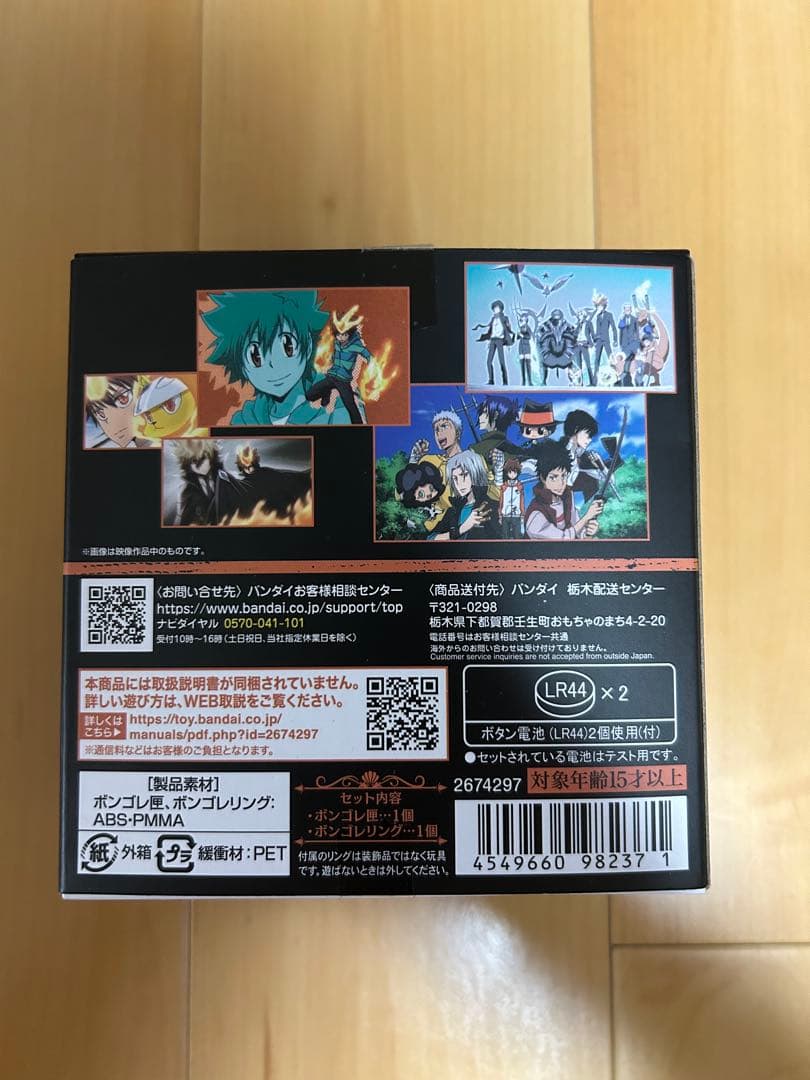 ※画像は映像作品中のものです。
〈お問い合せ先〉バンダイお客様相談センター
https://www.bandai.co.jp/support/top
ナビダイヤル 0570-041-101
受付10時～16時（土日祝日、当社指定休業日を除く）
〈商品送付先〉バンダイ 栃木配送センター
〒321-0298
栃木県下都賀郡壬生町おもちゃのまち4-2-20
電話番号はお客様相談センター共通
海外からのお問い合わせは受け付けておりません。
Customer service inquiries are not accepted from outside Japan.
本商品には取扱説明書が同梱されていません。
詳しい遊び方は、WEB取説をご覧ください。
詳しくは
こちら▶
https://toy.bandai.co.jp/
manuals/pdf.php?id=2674297
※通信料などはお客様のご負担となります。
LR44 ×2
ボタン電池（LR44）2個使用（付）
●セットされている電池はテスト用です。
［製品素材］
ボンゴレ匣、ボンゴレリング:
ABS・PMMA
紙 外箱 プラ 緩衝材:PET
セット内容
・ボンゴレ匣…1個
・ボンゴレリング…1個
付属のリングは装飾品ではなく玩具
です。遊ばないときは外してください。
2674297 対象年齢15才以上
4549660 98237 1